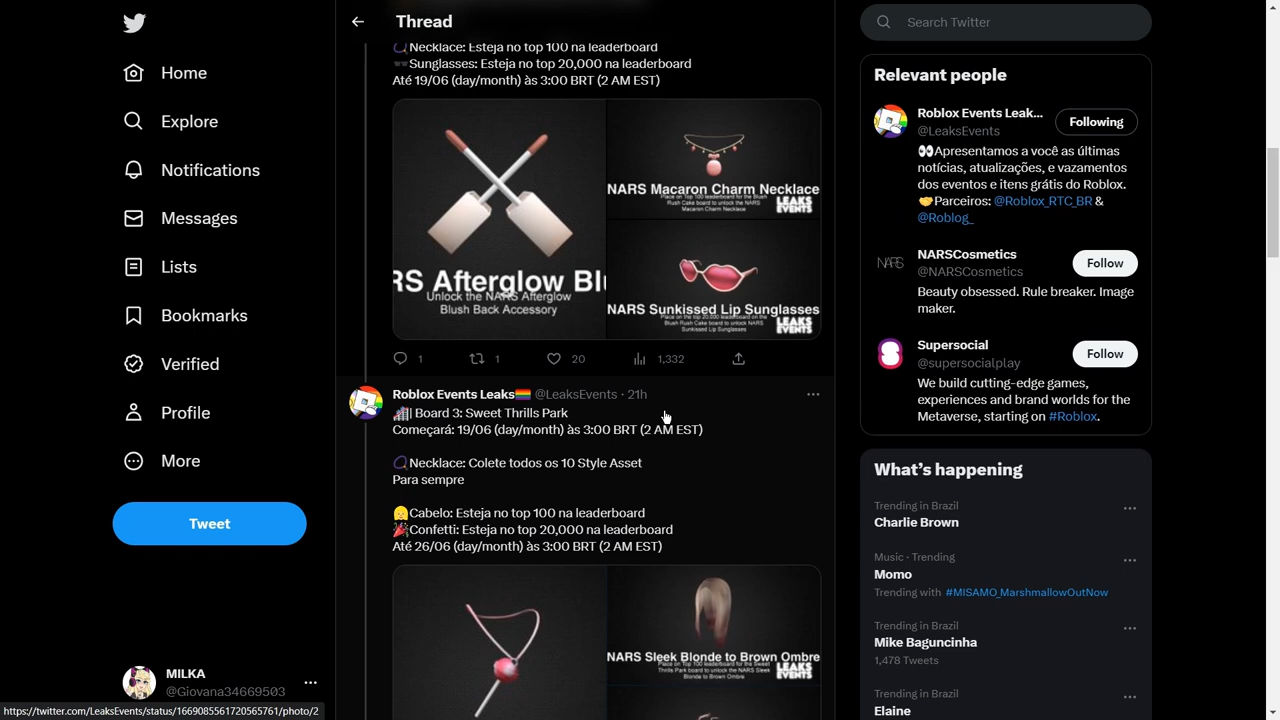 Home
Explore
Notifications
Messages
Lists
Bookmarks
Verified
Profile
More
Tweet
MILKA
@Giovana34669503
https://twitter.com/LeaksEvents/status/1669085561720565761/photo/2
Thread
Necklace: Esteja no top 100 na leaderboard
🕶️Sunglasses: Esteja no top 20,000 na leaderboard
Até 19/06 (day/month) às 3:00 BRT (2 AM EST)
RS Afterglow Bl
Unlock the NARS Afterglow
Blush Back Accessory
NARS Macaron Charm Necklace
Place on Top 100 leaderboard for the Blush
Rush Cake board to unlock the NARS
Macaron Charm Necklace
LEAKS
EVENTS
NARS Sunkissed Lip Sunglasses
Place on the top 20,000 leaderboard on the
Blush Rush Cake board to unlock NARS
Sunkissed Lip Sunglasses
LEAKS
EVENTS
1
1
20
1,332
Roblox Events Leaks @LeaksEvents · 21h
🎢| Board 3: Sweet Thrills Park
Começará: 19/06 (day/month) às 3:00 BRT (2 AM EST)
Necklace: Colete todos os 10 Style Asset
Para sempre
Cabelo: Esteja no top 100 na leaderboard
🎉Confetti: Esteja no top 20,000 na leaderboard
Até 26/06 (day/month) às 3:00 BRT (2 AM EST)
NARS Sleek Blonde to Brown Ombre
Place on Top 100 leaderboard for the Sweet
Thrills Park board to unlock the NARS Sleek
Blonde to Brown Ombre
LEAKS
EVENTS
Search Twitter
Relevant people
Roblox Events Leak...
@LeaksEvents
Following
👀Apresentamos a você as últimas
notícias, atualizações, e vazamentos
dos eventos e itens grátis do Roblox.
🤝Parceiros: @Roblox_RTC_BR &
@Roblog_
NARS
NARSCosmetics
@NARSCosmetics
Follow
Beauty obsessed. Rule breaker. Image
maker.
Supersocial
@supersocialplay
Follow
We build cutting-edge games,
experiences and brand worlds for the
Metaverse, starting on #Roblox.
What's happening
Trending in Brazil
Charlie Brown
Music · Trending
Momo
Trending with #MISAMO_MarshmallowOutNow
Trending in Brazil
Mike Baguncinha
1,478 Tweets
Trending in Brazil
Elaine